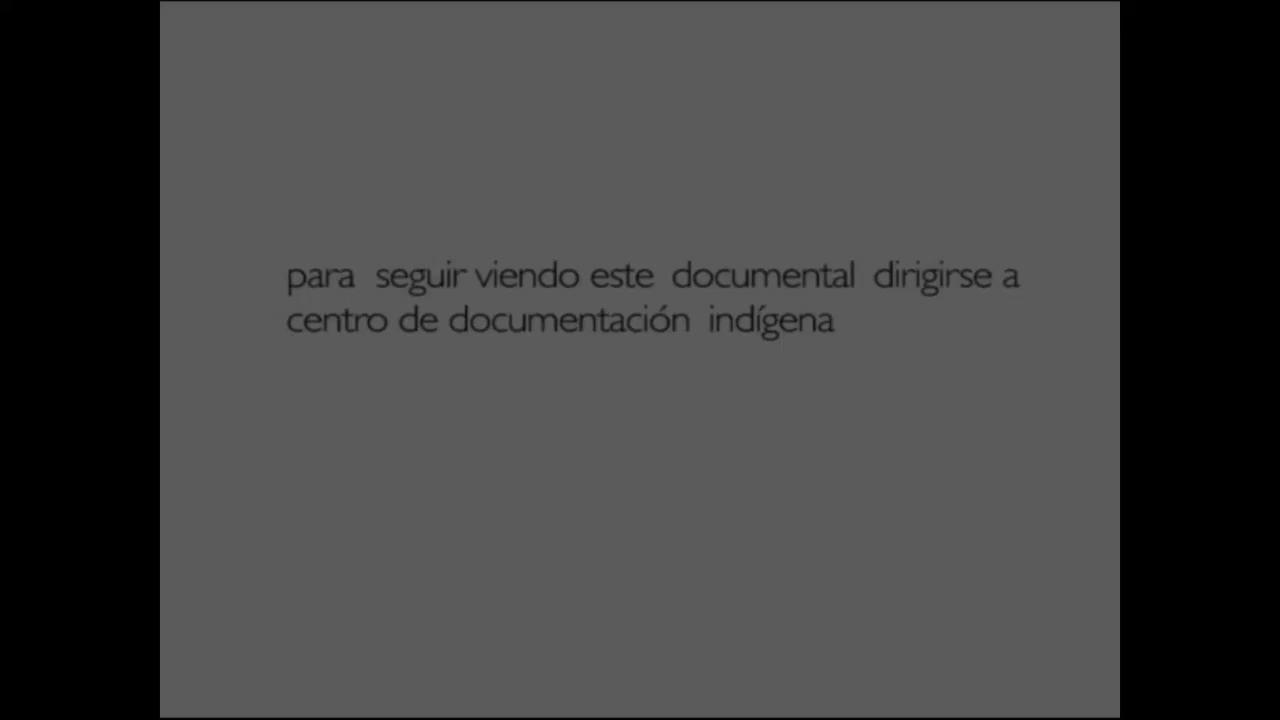 para seguir viendo este documental dirigirse a
centro de documentación indígena